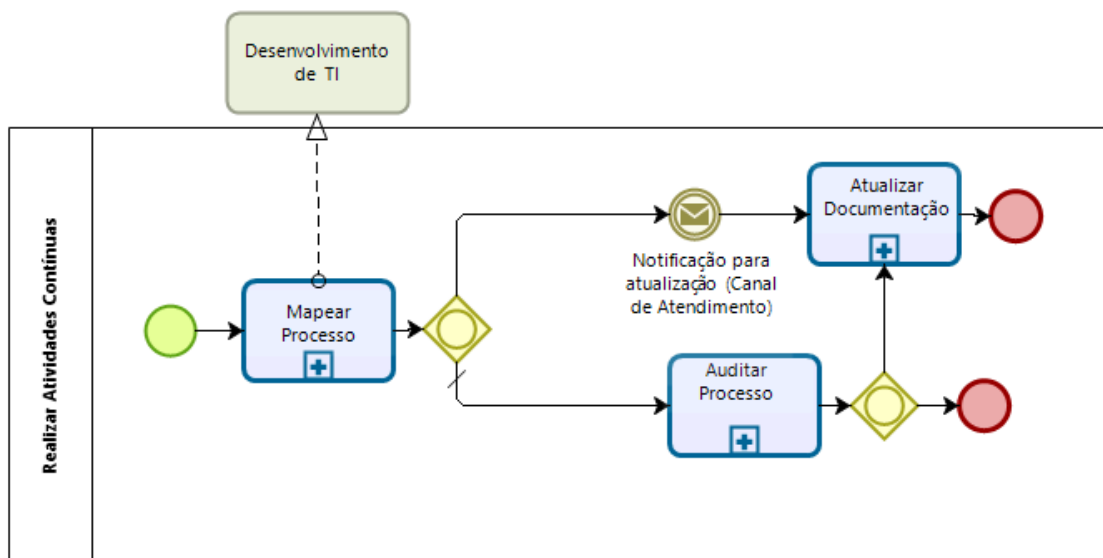 Desenvolvimento
de TI
Realizar Atividades Contínuas
Mapear
Processo
Notificação para
atualização (Canal
de Atendimento)
Atualizar
Documentação
Auditar
Processo